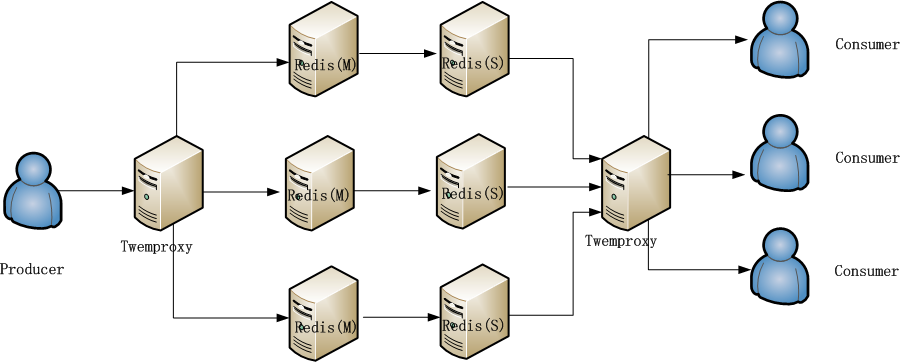 Redis(M)
Redis(S)
Consumer
Redis(M)
Redis(S)
Consumer
Twemproxy
Twemproxy
Producer
Consumer
Redis(M)
Redis(S)